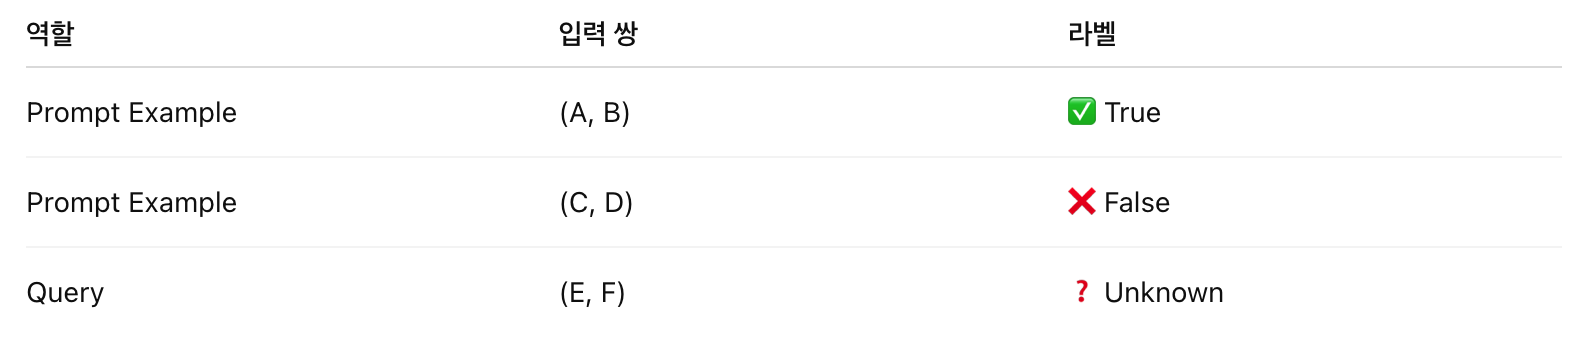 역할 입력 쌍 라벨
Prompt Example (A, B) ✅ True
Prompt Example (C, D) ❌ False
Query (E, F) ❓ Unknown